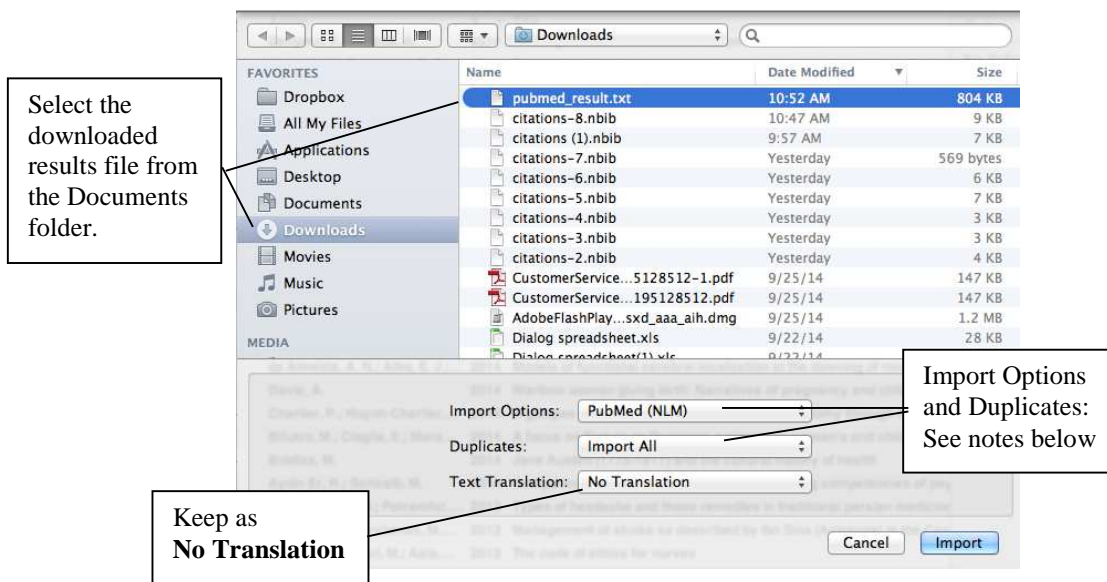 Downloads
FAVORITES
Dropbox
All My Files
Applications
Desktop
Documents
Downloads
Movies
Music
Pictures
MEDIA
Name Date Modified Size
pubmed_result.txt 10:52 AM 804 KB
citations-8.nbib 10:47 AM 9 KB
citations (1).nbib 9:57 AM 7 KB
citations-7.nbib Yesterday 569 bytes
citations-6.nbib Yesterday 6 KB
citations-5.nbib Yesterday 7 KB
citations-4.nbib Yesterday 3 KB
citations-3.nbib Yesterday 3 KB
citations-2.nbib Yesterday 4 KB
CustomerService...5128512-1.pdf 9/25/14 147 KB
CustomerService...195128512.pdf 9/25/14 147 KB
AdobeFlashPlay...sxd_aaa_aih.dmg 9/25/14 1.2 MB
Dialog spreadsheet.xls 9/22/14 28 KB
Dialog spreadsheet(1).xls 9/22/14
Select the
downloaded
results file from
the Documents
folder.
Import Options: PubMed (NLM)
Duplicates: Import All
Text Translation: No Translation
Import Options
and Duplicates:
See notes below
Keep as
No Translation
Cancel Import